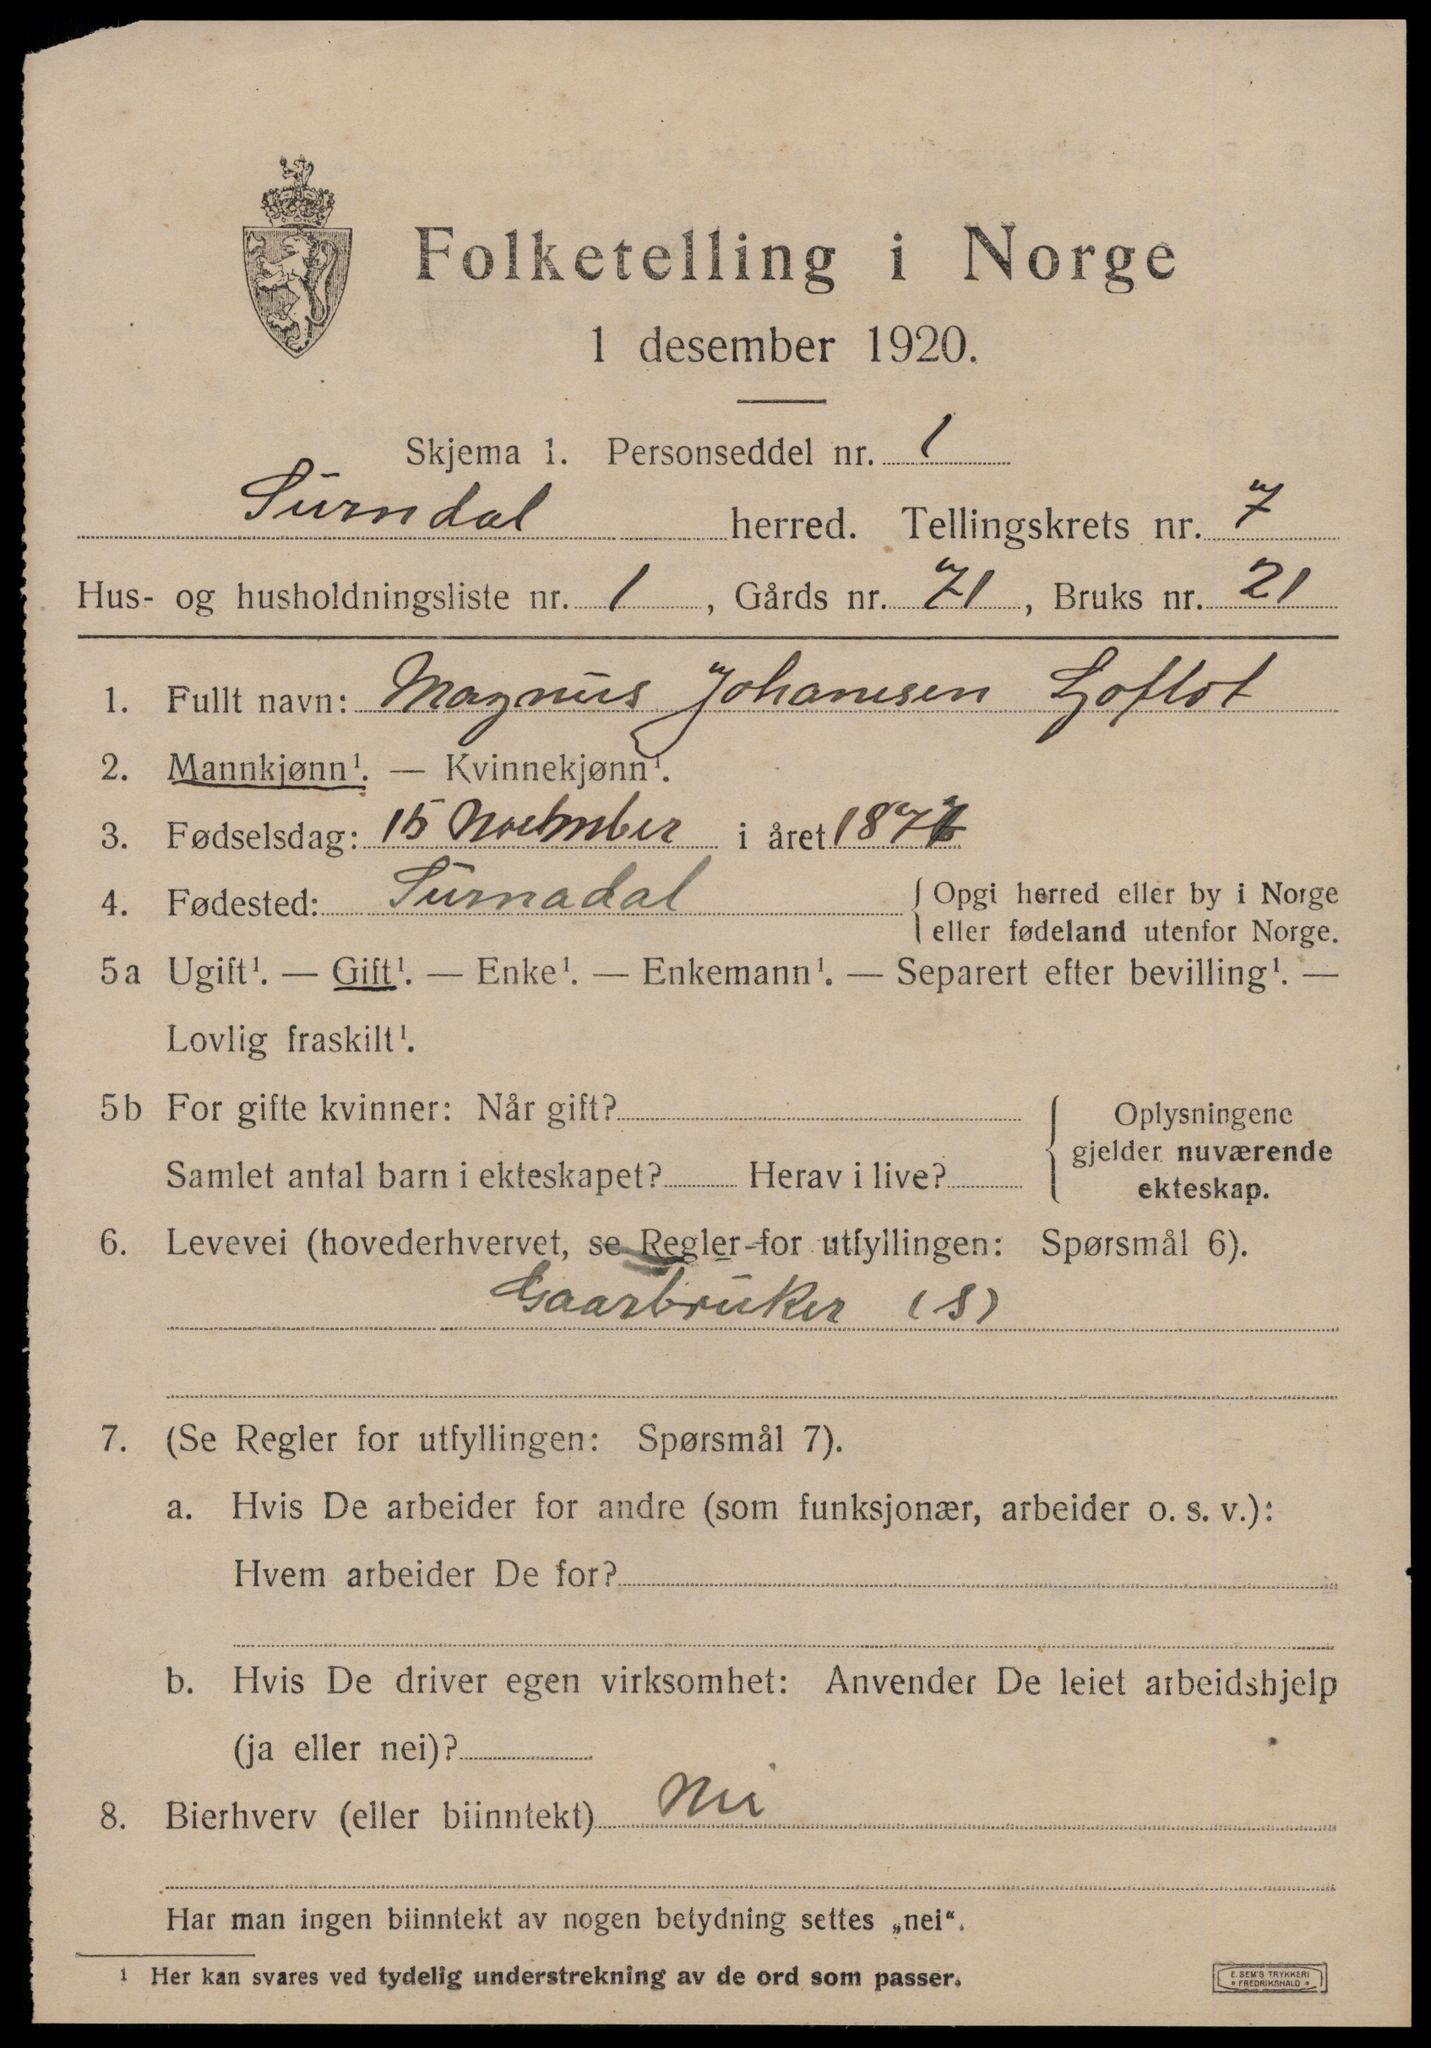 Folketelling i Norge
1 desember 1920.
Skjema 1. Personseddel nr. 1
Surndal herred. Tellingskrets nr. 7
Hus- og husholdningsliste nr. 1, Gårds nr. 71, Bruks nr. 21
1. Fullt navn: Magnus Johansen
2. Mannkjønn¹. — Kvinnekjønn¹.
3. Fødselsdag: 15 November i året
4. Fødested: Surnadal {Opgi herred eller by i Norge
eller fødeland utenfor Norge.
5a Ugift¹. — Gift¹. — Enke¹. — Enkemann¹. — Separert efter bevilling¹. —
Lovlig fraskilt¹.
5b For gifte kvinner: Når gift? { Oplysningene
gjelder nuværende
Samlet antal barn i ekteskapet? Herav i live? ekteskap.
6. Levevei (hovederhvervet, se Regler for utfyllingen: Spørsmål 6).
Gaarbruker (S)
7. (Se Regler for utfyllingen: Spørsmål 7).
a. Hvis De arbeider for andre (som funksjonær, arbeider o. s. v.):
Hvem arbeider De for?
b. Hvis De driver egen virksomhet: Anvender De leiet arbeidshjelp
(ja eller nei)?
8. Bierhverv (eller biinntekt) Nei
Har man ingen biinntekt av nogen betydning settes „nei“.
¹ Her kan svares ved tydelig understrekning av de ord som passer.
E. SEM'S TRYKKERI
FREDRIKSHALD